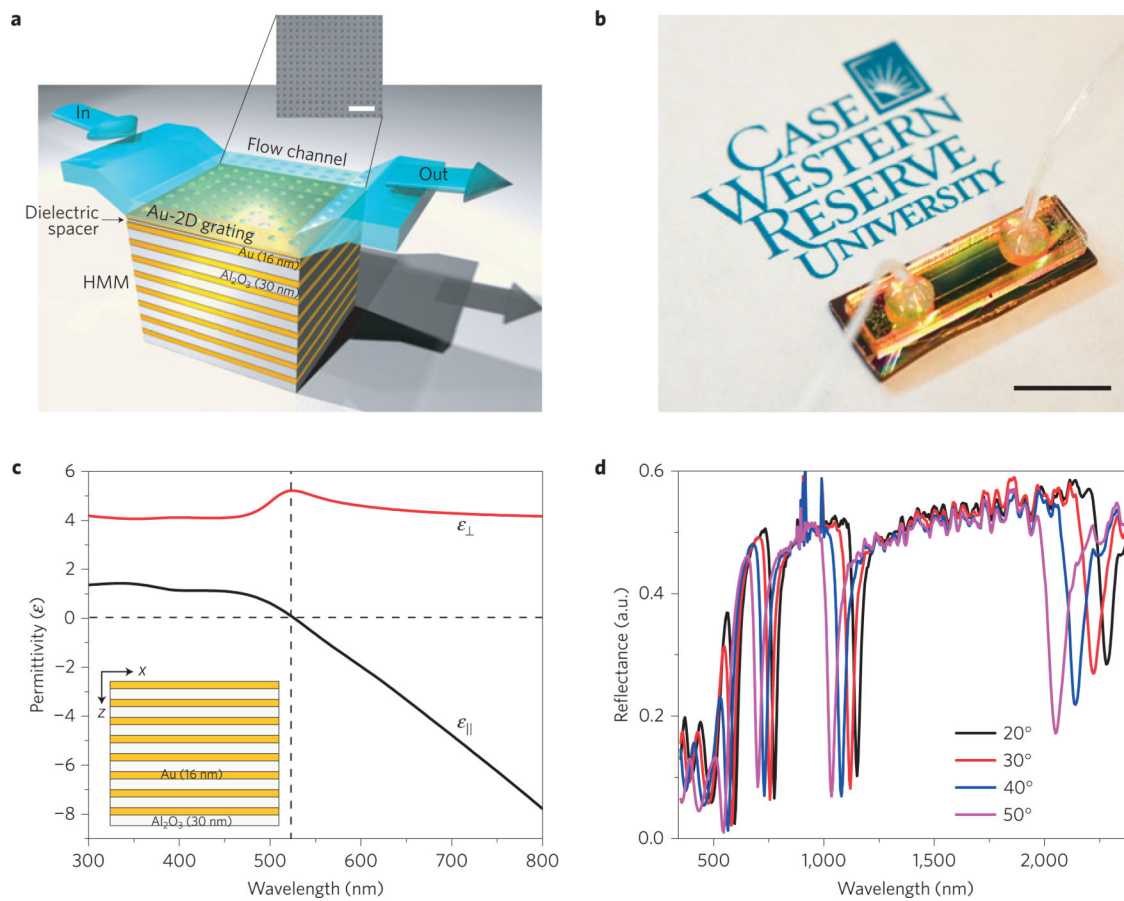 a
In
Flow channel
Out
Dielectric
spacer
Au-2D grating
Au (16 nm)
Al₂O₃ (30 nm)
HMM
b
CASE
WESTERN
RESERVE
UNIVERSITY
c
6
4
2
0
−2
−4
−6
−8
Permittivity (ε)
ε⊥
ε||
x
z
Au (16 nm)
Al₂O₃ (30 nm)
300
400
500
600
700
800
Wavelength (nm)
d
0.6
0.4
0.2
0.0
Reflectance (a.u.)
20°
30°
40°
50°
500
1,000
1,500
2,000
Wavelength (nm)